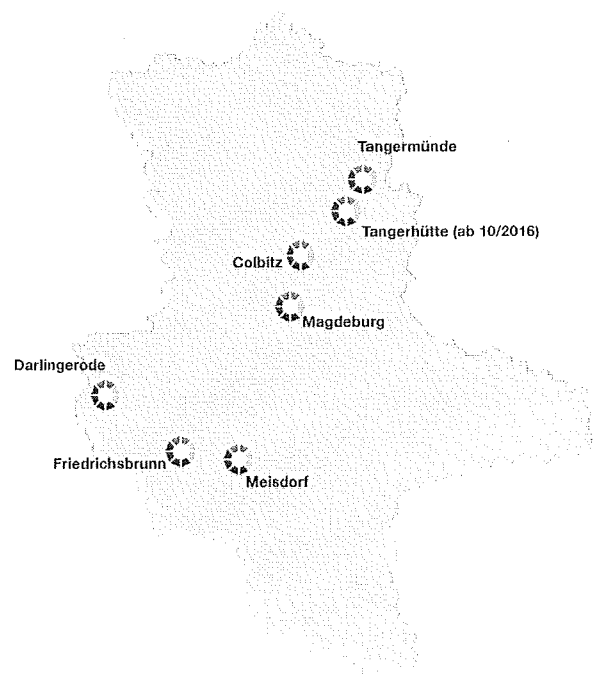 Tangermünde
Tangerhütte (ab 10/2016)
Colbitz
Magdeburg
Darlingerode
Friedrichsbrunn
Meisdorf